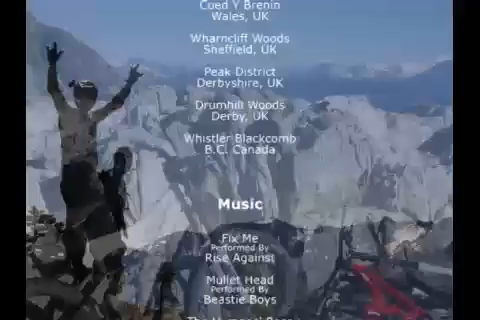 Coed Y Brenin
Wales, UK
Wharncliff Woods
Sheffield, UK
Peak District
Derbyshire, UK
Drumhill Woods
Derby, UK
Whistler Blackcomb
B.C. Canada
Music
Fix Me
Performed By
Rise Against
Mullet Head
Performed By
Beastie Boys